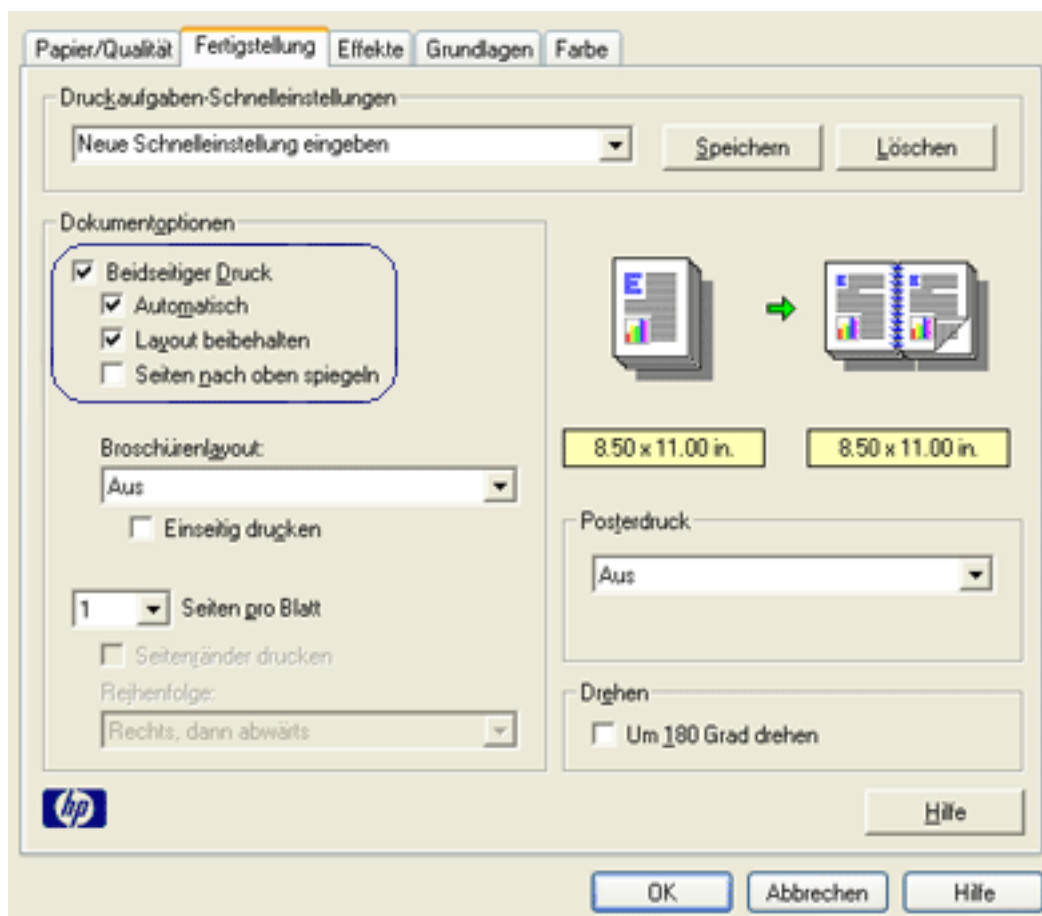 Papier/Qualität Fertigstellung Effekte Grundlagen Farbe
Druckaufgaben-Schnelleinstellungen
Neue Schnelleinstellung eingeben Speichern Löschen
Dokumentoptionen
Beidseitiger Druck
Automatisch
Layout beibehalten
Seiten nach oben spiegeln
Broschürenlayout:
Aus
Einseitig drucken
1 Seiten pro Blatt
Seitenränder drucken
Reihenfolge:
Rechts, dann abwärts
E
E E
8.50 x 11.00 in. 8.50 x 11.00 in.
Posterdruck
Aus
Drehen
Um 180 Grad drehen
hp
Hilfe
OK Abbrechen Hilfe